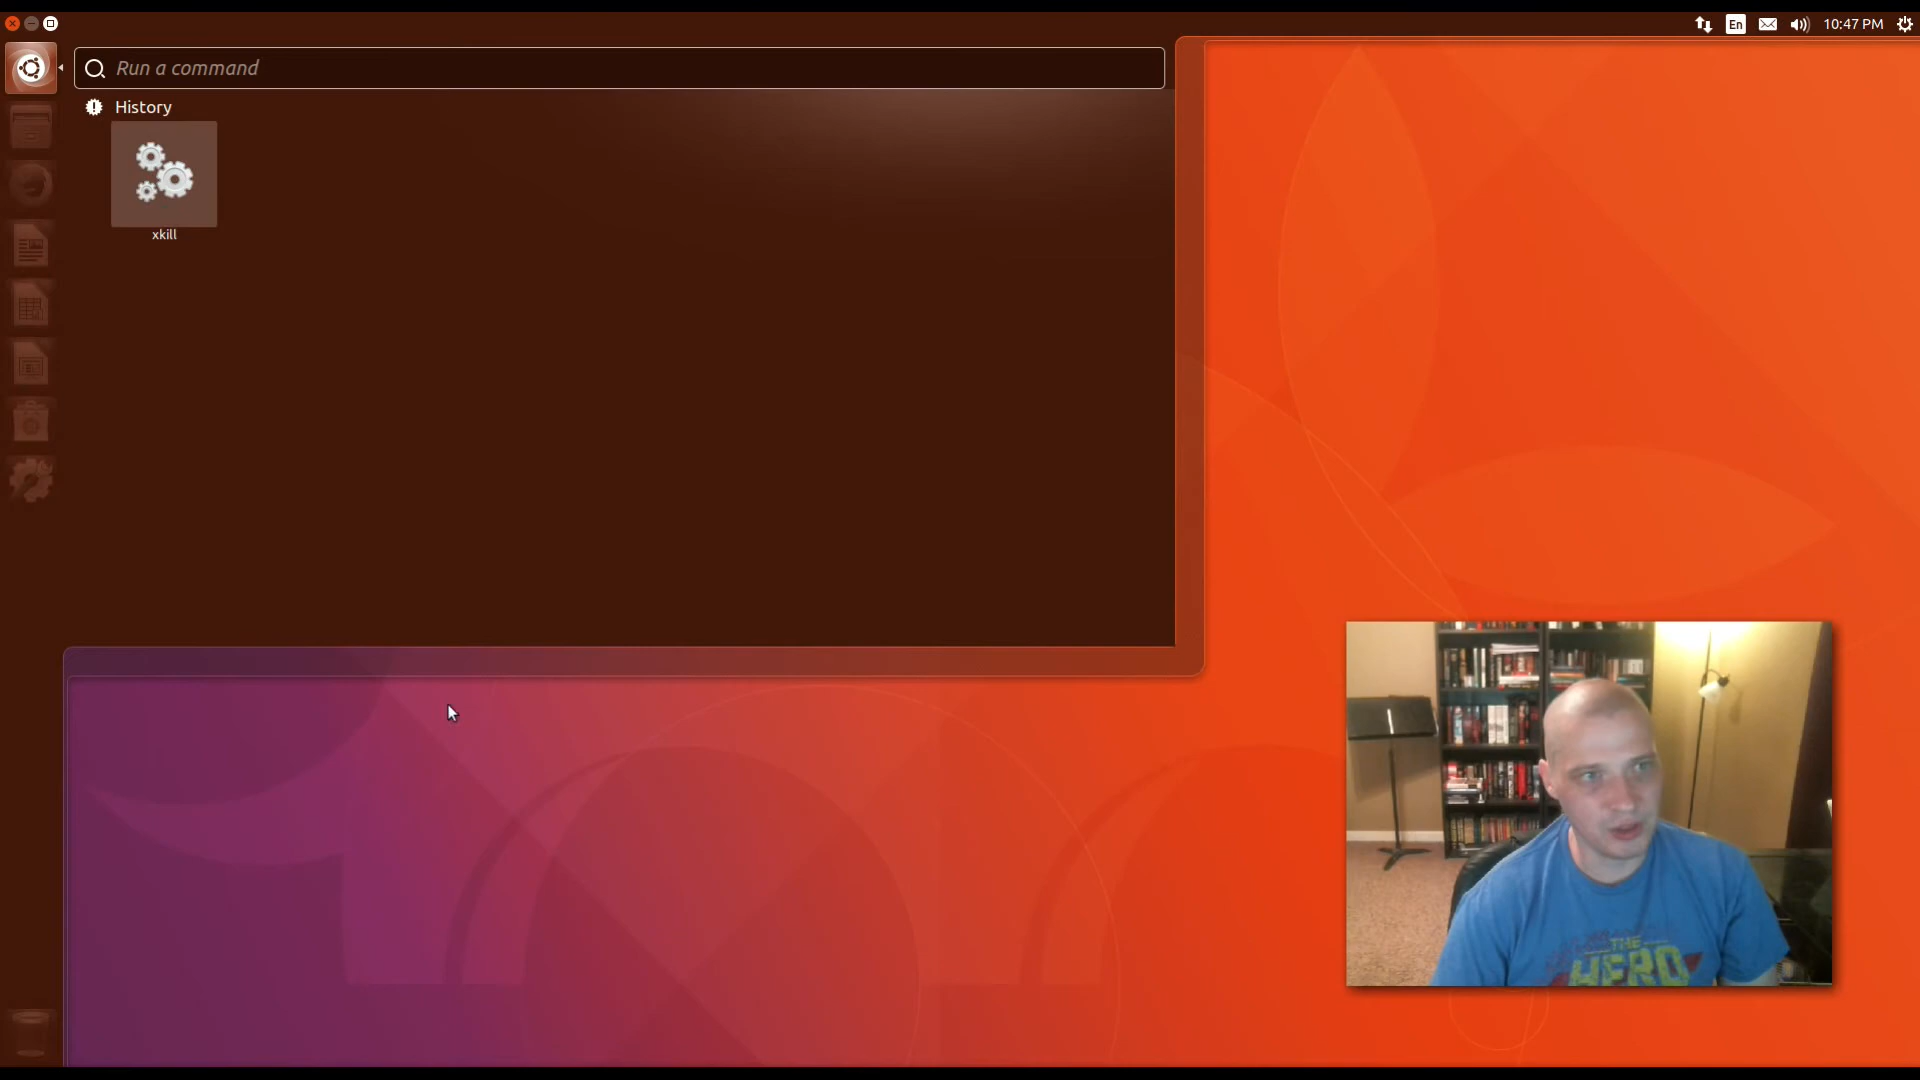 En
10:47 PM
Run a command
History
xkill
THE
HERO